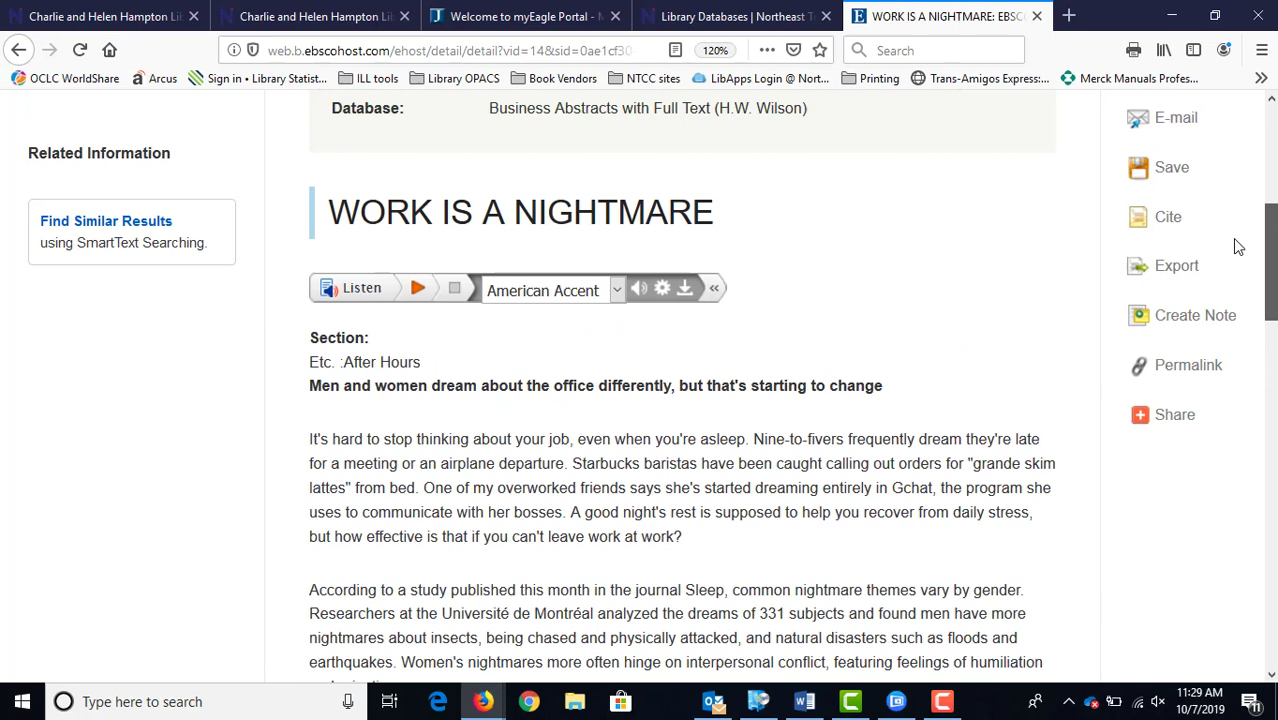 Charlie and Helen Hampton Li
Charlie and Helen Hampton Li
Welcome to myEagle Portal -
Library Databases | Northeast
WORK IS A NIGHTMARE: EBSC
web.b.ebscohost.com/ehost/detail/detail?vid=14&sid=0ae1cf30
120%
Search
OCLC WorldShare
Arcus
Sign in • Library Statist...
ILL tools
Library OPACS
Book Vendors
NTCC sites
LibApps Login @ Nort...
Printing
Trans-Amigos Express:...
Merck Manuals Profes...
Database:
Business Abstracts with Full Text (H.W. Wilson)
E-mail
Related Information
Save
Find Similar Results
using SmartText Searching.
WORK IS A NIGHTMARE
Cite
Export
Listen
American Accent
Create Note
Section:
Etc. :After Hours
Permalink
Men and women dream about the office differently, but that's starting to change
Share
It's hard to stop thinking about your job, even when you're asleep. Nine-to-fivers frequently dream they're late
for a meeting or an airplane departure. Starbucks baristas have been caught calling out orders for "grande skim
lattes" from bed. One of my overworked friends says she's started dreaming entirely in Gchat, the program she
uses to communicate with her bosses. A good night's rest is supposed to help you recover from daily stress,
but how effective is that if you can't leave work at work?
According to a study published this month in the journal Sleep, common nightmare themes vary by gender.
Researchers at the Université de Montréal analyzed the dreams of 331 subjects and found men have more
nightmares about insects, being chased and physically attacked, and natural disasters such as floods and
earthquakes. Women's nightmares more often hinge on interpersonal conflict, featuring feelings of humiliation
Type here to search
11:29 AM
10/7/2019
11